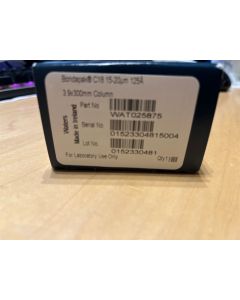 Bondapak® C18 15-20µm 125Å
3.9x300mm Column
Part No
WAT025875
Serial No
01523304815004
Lot No
0152330481
For Laboratory Use Only
Qty 1
Waters
Made in Ireland